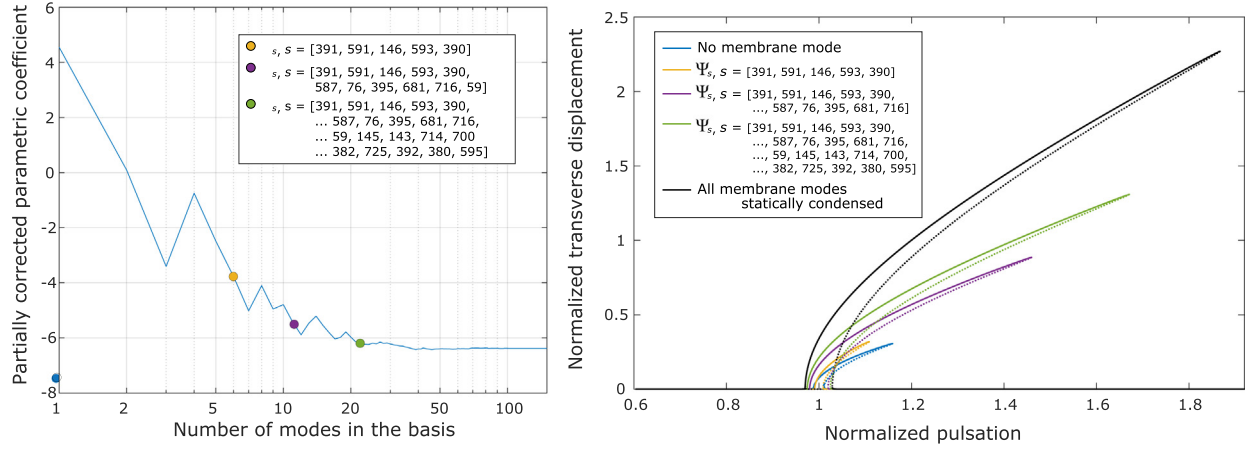 Partially corrected parametric coefficient
6
4
2
0
-2
-4
-6
-8
1
2
5
10
20
50
100
Number of modes in the basis
s, s = [391, 591, 146, 593, 390]
s, s = [391, 591, 146, 593, 390,
587, 76, 395, 681, 716, 59]
s, s = [391, 591, 146, 593, 390,
... 587, 76, 395, 681, 716,
... 59, 145, 143, 714, 700
... 382, 725, 392, 380, 595]
Normalized transverse displacement
2.5
2
1.5
1
0.5
0
0.6
0.8
1
1.2
1.4
1.6
1.8
Normalized pulsation
No membrane mode
Ψs, s = [391, 591, 146, 593, 390]
Ψs, s = [391, 591, 146, 593, 390,
..., 587, 76, 395, 681, 716]
Ψs, s = [391, 591, 146, 593, 390,
..., 587, 76, 395, 681, 716,
..., 59, 145, 143, 714, 700,
..., 382, 725, 392, 380, 595]
All membrane modes
statically condensed